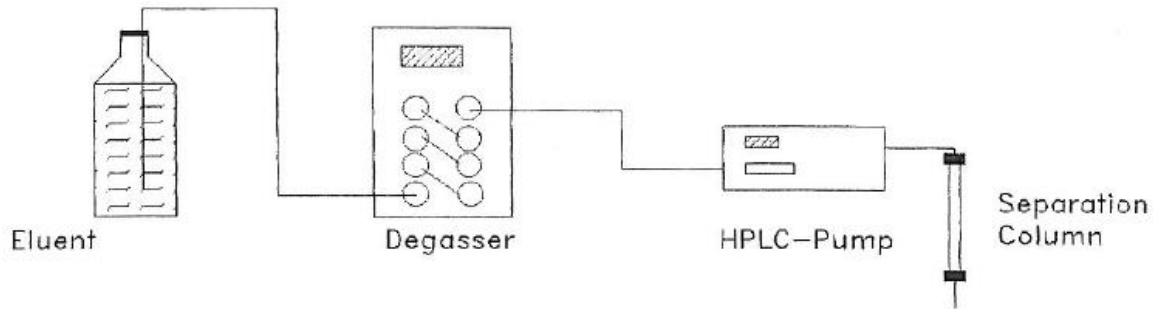 Eluent
Degasser
HPLC-Pump
Separation
Column